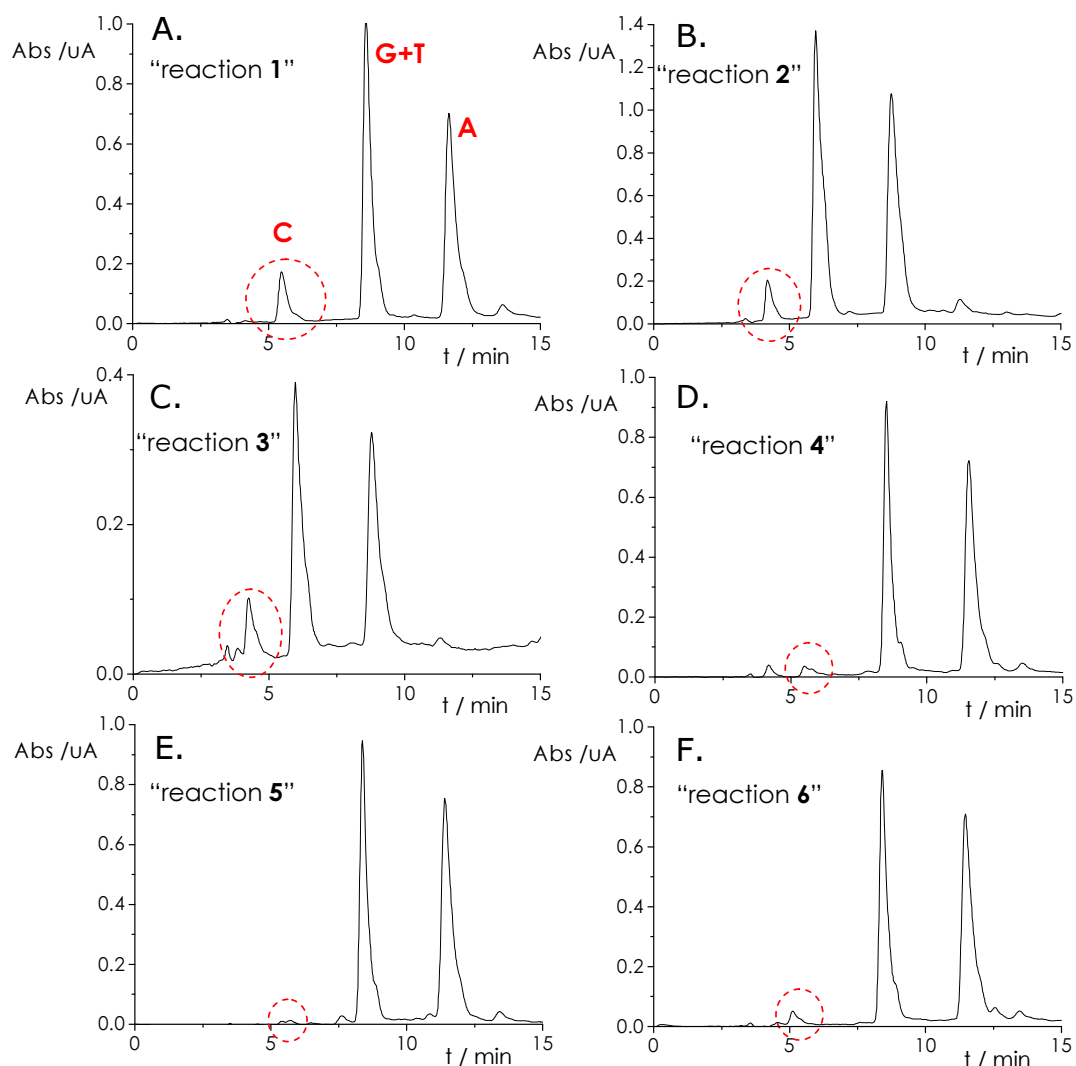 A.
Abs /uA
"reaction 1"
G+T
A
C
1.0
0.8
0.6
0.4
0.2
0.0
0
5
10
15
t / min
B.
Abs /uA
"reaction 2"
1.4
1.2
1.0
0.8
0.6
0.4
0.2
0.0
0
5
10
15
t / min
C.
Abs /uA
"reaction 3"
0.4
0.2
0.0
0
5
10
15
t / min
D.
Abs /uA
"reaction 4"
1.0
0.8
0.6
0.4
0.2
0.0
0
5
10
15
t / min
E.
Abs /uA
"reaction 5"
1.0
0.8
0.6
0.4
0.2
0.0
0
5
10
15
t / min
F.
Abs /uA
"reaction 6"
1.0
0.8
0.6
0.4
0.2
0.0
0
5
10
15
t / min